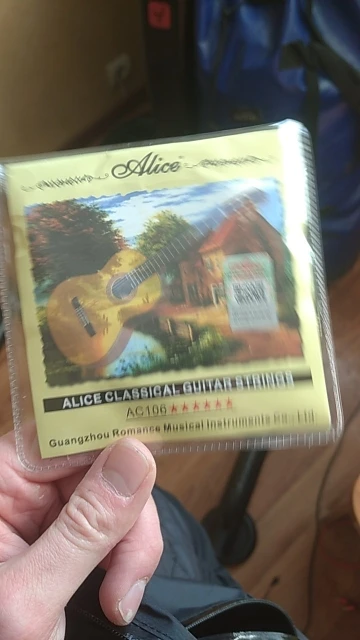 Alice
ALICE CLASSICAL GUITAR STRINGS
AC106 ★★★★★★
Guangzhou Romance Musical Instruments Co., Ltd.